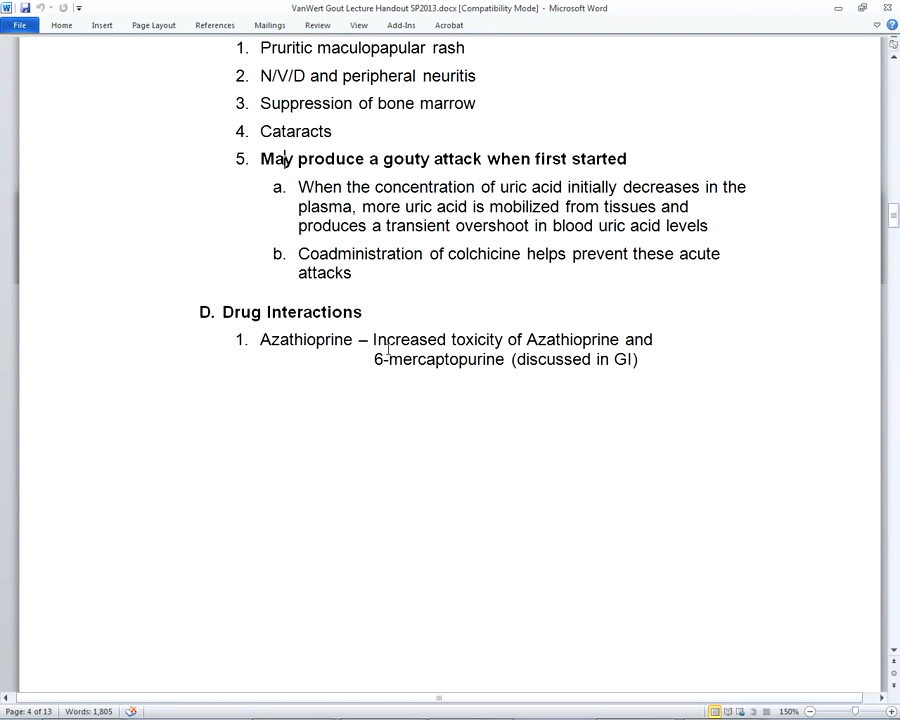 VanWert Gout Lecture Handout SP2013.docx [Compatibility Mode] - Microsoft Word
File Home Insert Page Layout References Mailings Review View Add-Ins Acrobat
1. Pruritic maculopapular rash
2. N/V/D and peripheral neuritis
3. Suppression of bone marrow
4. Cataracts
5. May produce a gouty attack when first started
a. When the concentration of uric acid initially decreases in the
plasma, more uric acid is mobilized from tissues and
produces a transient overshoot in blood uric acid levels
b. Coadministration of colchicine helps prevent these acute
attacks
D. Drug Interactions
1. Azathioprine – Increased toxicity of Azathioprine and
6-mercaptopurine (discussed in GI)
Page: 4 of 13 Words: 1,805 150%